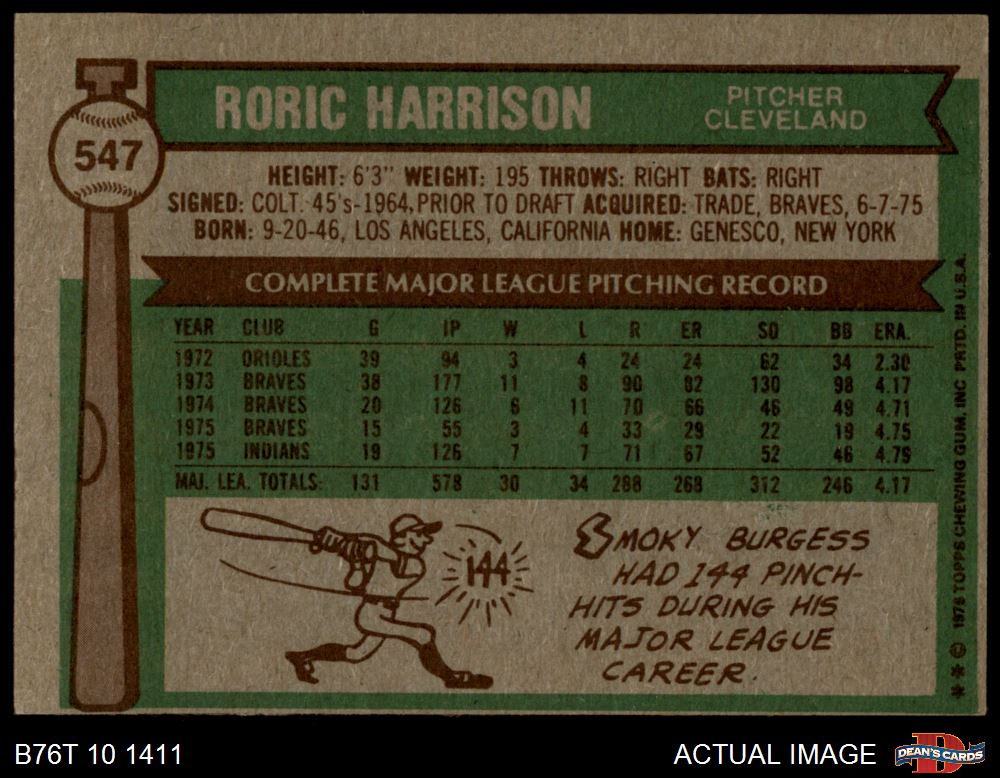 547
RORIC HARRISON
PITCHER
CLEVELAND
HEIGHT: 6'3" WEIGHT: 195 THROWS: RIGHT BATS: RIGHT
SIGNED: COLT. 45's-1964, PRIOR TO DRAFT ACQUIRED: TRADE, BRAVES, 6-7-75
BORN: 9-20-46, LOS ANGELES, CALIFORNIA HOME: GENESCO, NEW YORK
COMPLETE MAJOR LEAGUE PITCHING RECORD
YEAR CLUB G IP W L R ER SO BB ERA.
1972 ORIOLES 39 94 3 4 24 24 62 34 2.30
1973 BRAVES 38 177 11 8 90 82 130 98 4.17
1974 BRAVES 20 126 6 11 70 66 46 49 4.71
1975 BRAVES 15 55 3 4 33 29 22 19 4.75
1975 INDIANS 19 126 7 7 71 67 52 46 4.79
MAJ. LEA. TOTALS: 131 578 30 34 288 268 312 246 4.17
144
SMOKY BURGESS
HAD 144 PINCH-
HITS DURING HIS
MAJOR LEAGUE
CAREER.
** © 1976 TOPPS CHEWING GUM, INC PRTD. IN U.S.A.
B76T 10 1411
ACTUAL IMAGE
DEAN'S CARDS